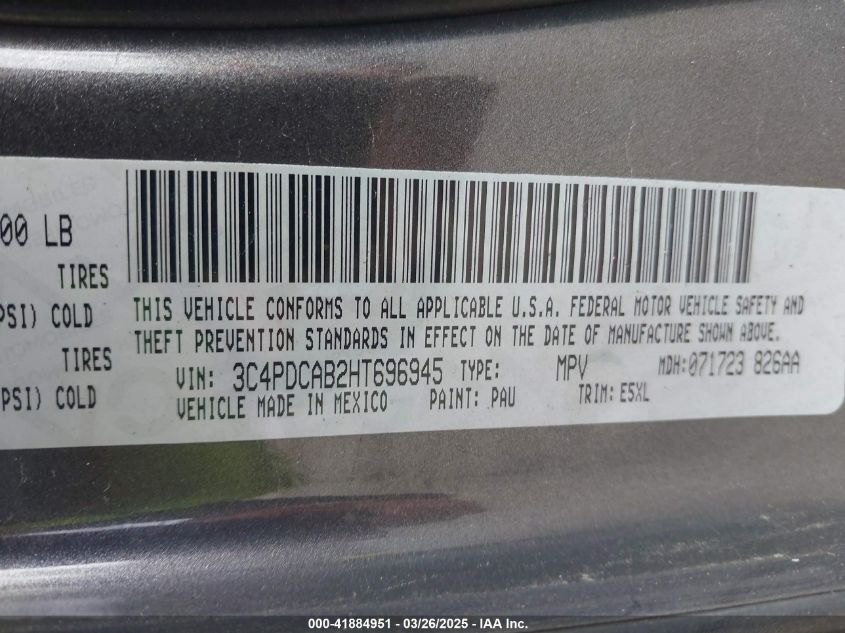 00 LB
TIRES
PSI) COLD
TIRES
PSI) COLD
THIS VEHICLE CONFORMS TO ALL APPLICABLE U.S.A. FEDERAL MOTOR VEHICLE SAFETY AND
THEFT PREVENTION STANDARDS IN EFFECT ON THE DATE OF MANUFACTURE SHOWN ABOVE.
VIN: 3C4PDCAB2HT696945 TYPE: MPV MDH:071723 826AA
VEHICLE MADE IN MEXICO PAINT: PAU TRIM: E5XL
000-41884951 - 03/26/2025 - IAA Inc.